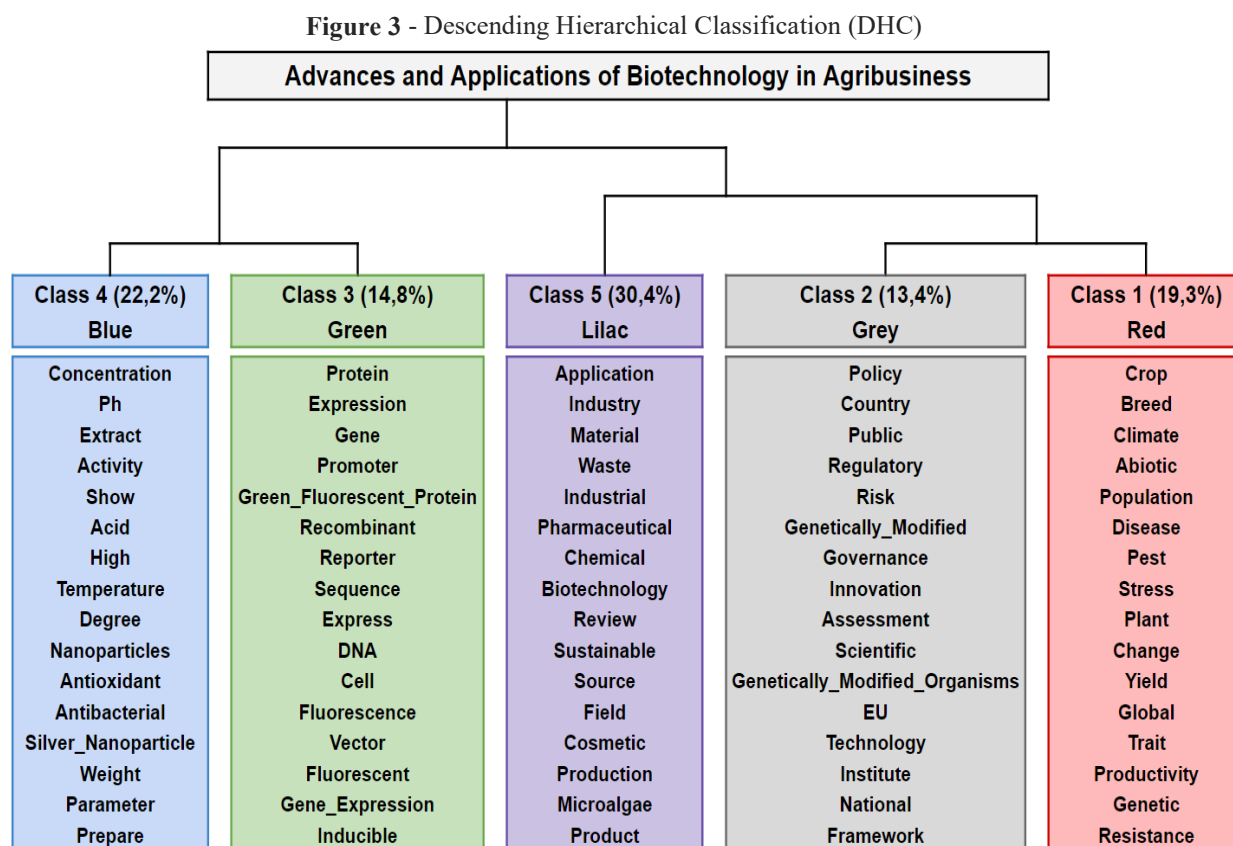 Figure 3 - Descending Hierarchical Classification (DHC)
Advances and Applications of Biotechnology in Agribusiness
Class 4 (22,2%)
Blue
Concentration
Ph
Extract
Activity
Show
Acid
High
Temperature
Degree
Nanoparticles
Antioxidant
Antibacterial
Silver_Nanoparticle
Weight
Parameter
Prepare
Class 3 (14,8%)
Green
Protein
Expression
Gene
Promoter
Green_Fluorescent_Protein
Recombinant
Reporter
Sequence
Express
DNA
Cell
Fluorescence
Vector
Fluorescent
Gene_Expression
Inducible
Class 5 (30,4%)
Lilac
Application
Industry
Material
Waste
Industrial
Pharmaceutical
Chemical
Biotechnology
Review
Sustainable
Source
Field
Cosmetic
Production
Microalgae
Product
Class 2 (13,4%)
Grey
Policy
Country
Public
Regulatory
Risk
Genetically_Modified
Governance
Innovation
Assessment
Scientific
Genetically_Modified_Organisms
EU
Technology
Institute
National
Framework
Class 1 (19,3%)
Red
Crop
Breed
Climate
Abiotic
Population
Disease
Pest
Stress
Plant
Change
Yield
Global
Trait
Productivity
Genetic
Resistance